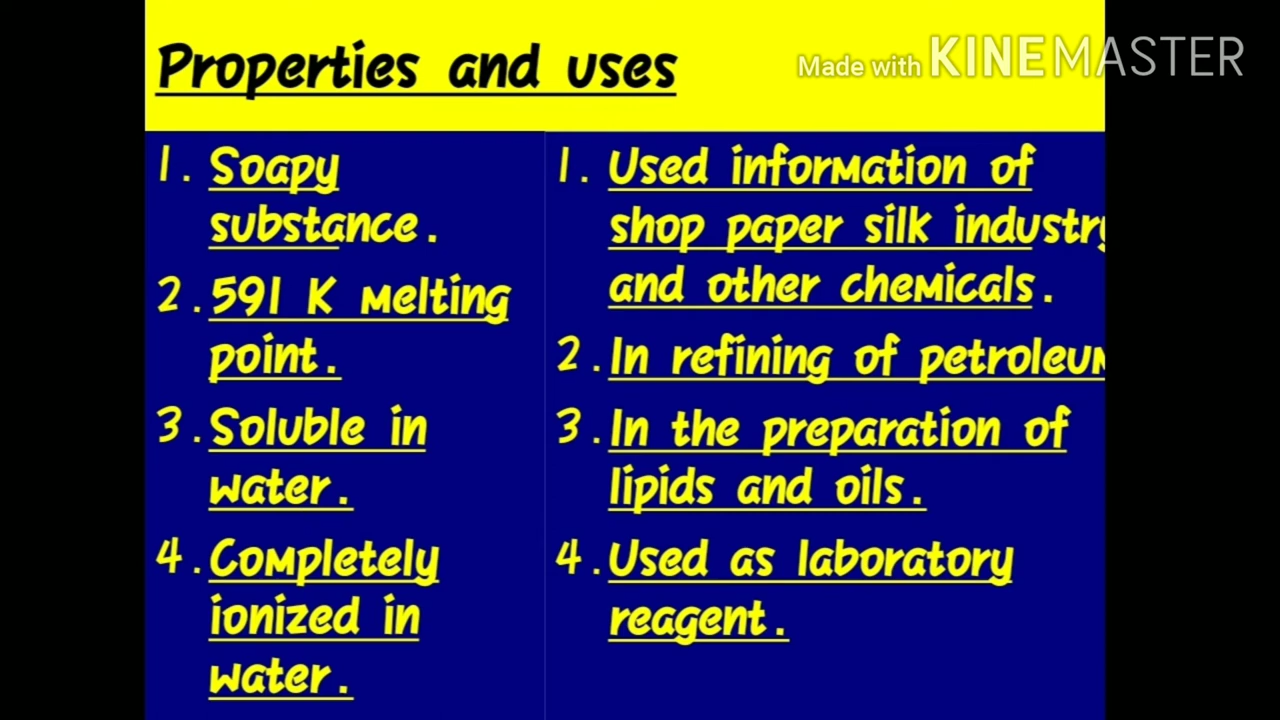 Properties and uses
Made with KINEMASTER
1. Soapy
substance.
2. 591 K melting
point.
3. Soluble in
water.
4. Completely
ionized in
water.
1. Used information of
shop paper silk industry
and other chemicals.
2. In refining of petroleum
3. In the preparation of
lipids and oils.
4. Used as laboratory
reagent.